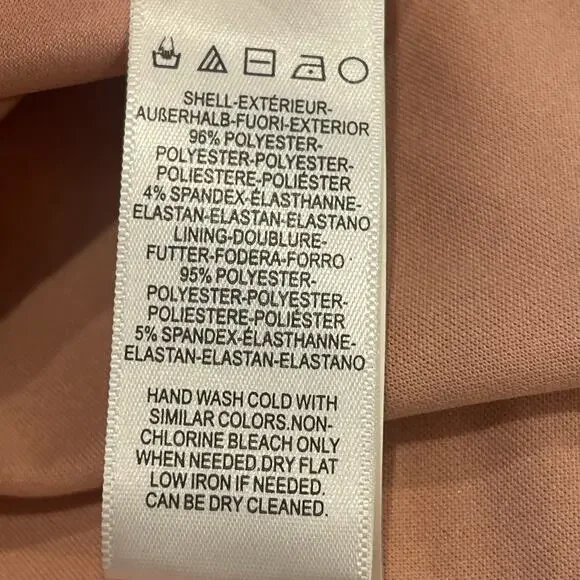 SHELL-EXTÉRIEUR-
AUßERHALB-FUORI-EXTERIOR
96% POLYESTER-
POLYESTER-POLYESTER-
POLIESTERE-POLIÉSTER
4% SPANDEX-ÉLASTHANNE-
ELASTAN-ELASTAN-ELASTANO
LINING-DOUBLURE-
FUTTER-FODERA-FORRO
95% POLYESTER-
POLYESTER-POLYESTER-
POLIESTERE-POLIÉSTER
5% SPANDEX-ÉLASTHANNE-
ELASTAN-ELASTAN-ELASTANO
HAND WASH COLD WITH
SIMILAR COLORS.NON-
CHLORINE BLEACH ONLY
WHEN NEEDED.DRY FLAT
LOW IRON IF NEEDED.
CAN BE DRY CLEANED.